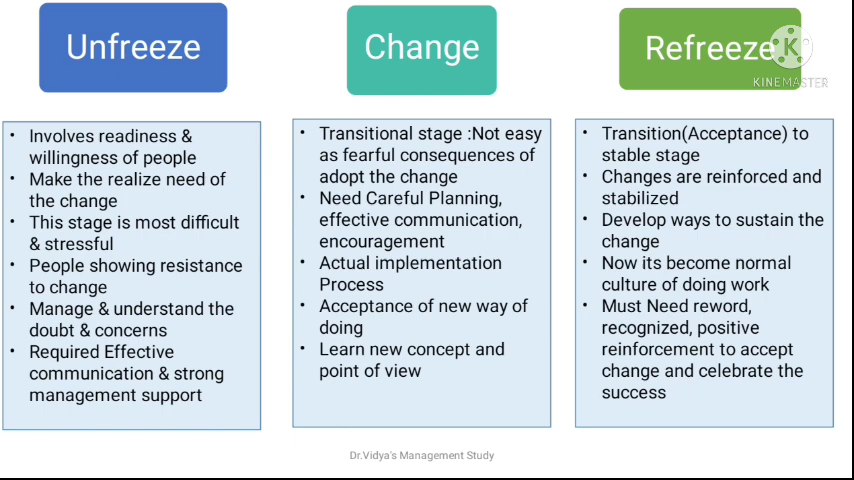 Unfreeze
Change
Refreeze
K
KINEMASTER
• Involves readiness &
willingness of people
• Make the realize need of
the change
• This stage is most difficult
& stressful
• People showing resistance
to change
• Manage & understand the
doubt & concerns
• Required Effective
communication & strong
management support
• Transitional stage :Not easy
as fearful consequences of
adopt the change
• Need Careful Planning,
effective communication,
encouragement
• Actual implementation
Process
• Acceptance of new way of
doing
• Learn new concept and
point of view
• Transition(Acceptance) to
stable stage
• Changes are reinforced and
stabilized
• Develop ways to sustain the
change
• Now its become normal
culture of doing work
• Must Need reword,
recognized, positive
reinforcement to accept
change and celebrate the
success
Dr.Vidya's Management Study